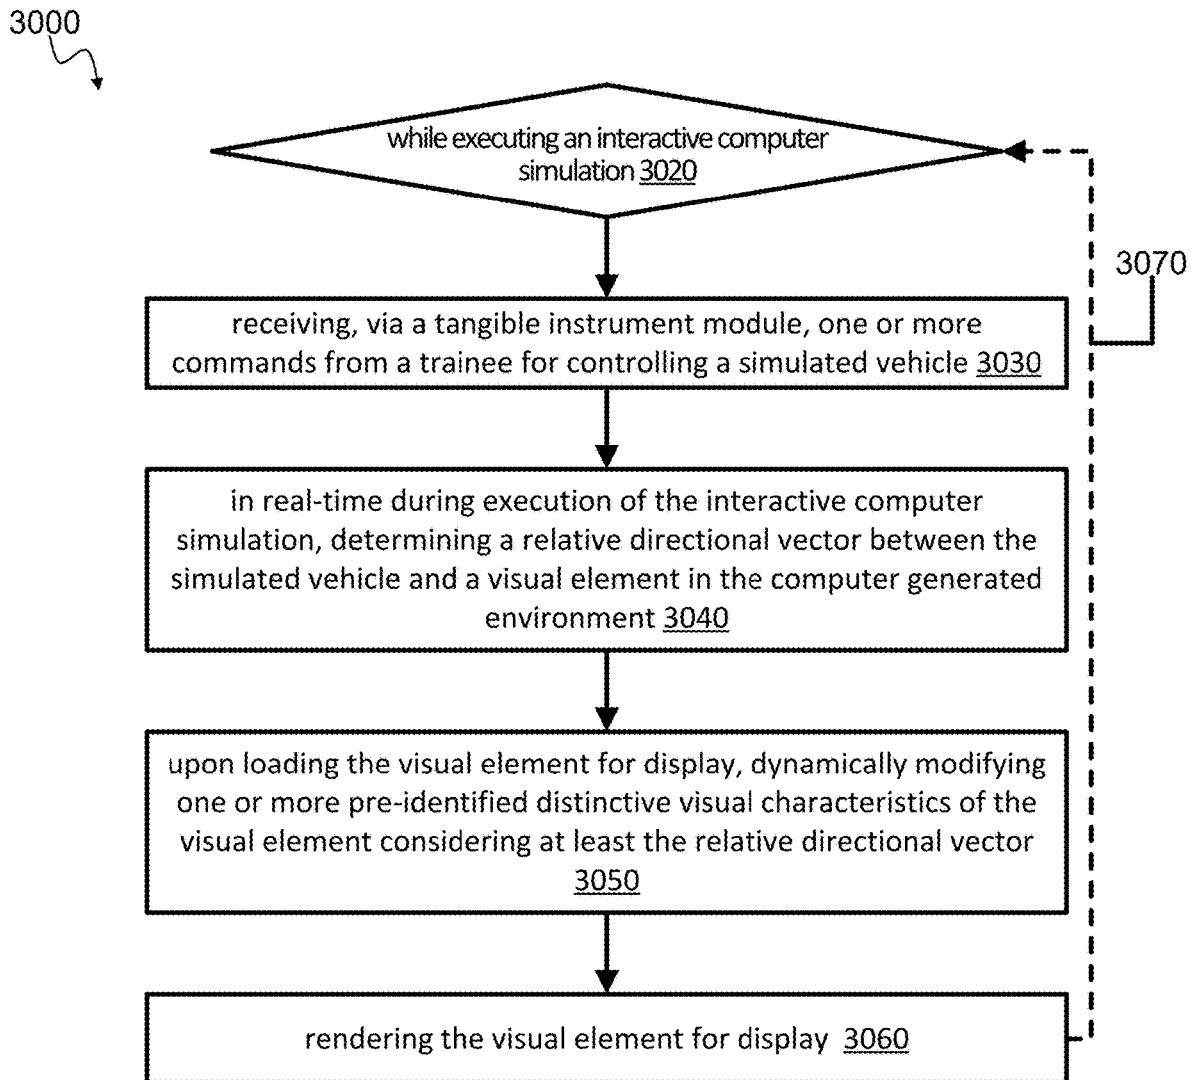 3000
while executing an interactive computer
simulation 3020
3070
receiving, via a tangible instrument module, one or more
commands from a trainee for controlling a simulated vehicle 3030
in real-time during execution of the interactive computer
simulation, determining a relative directional vector between the
simulated vehicle and a visual element in the computer generated
environment 3040
upon loading the visual element for display, dynamically modifying
one or more pre-identified distinctive visual characteristics of the
visual element considering at least the relative directional vector
3050
rendering the visual element for display 3060